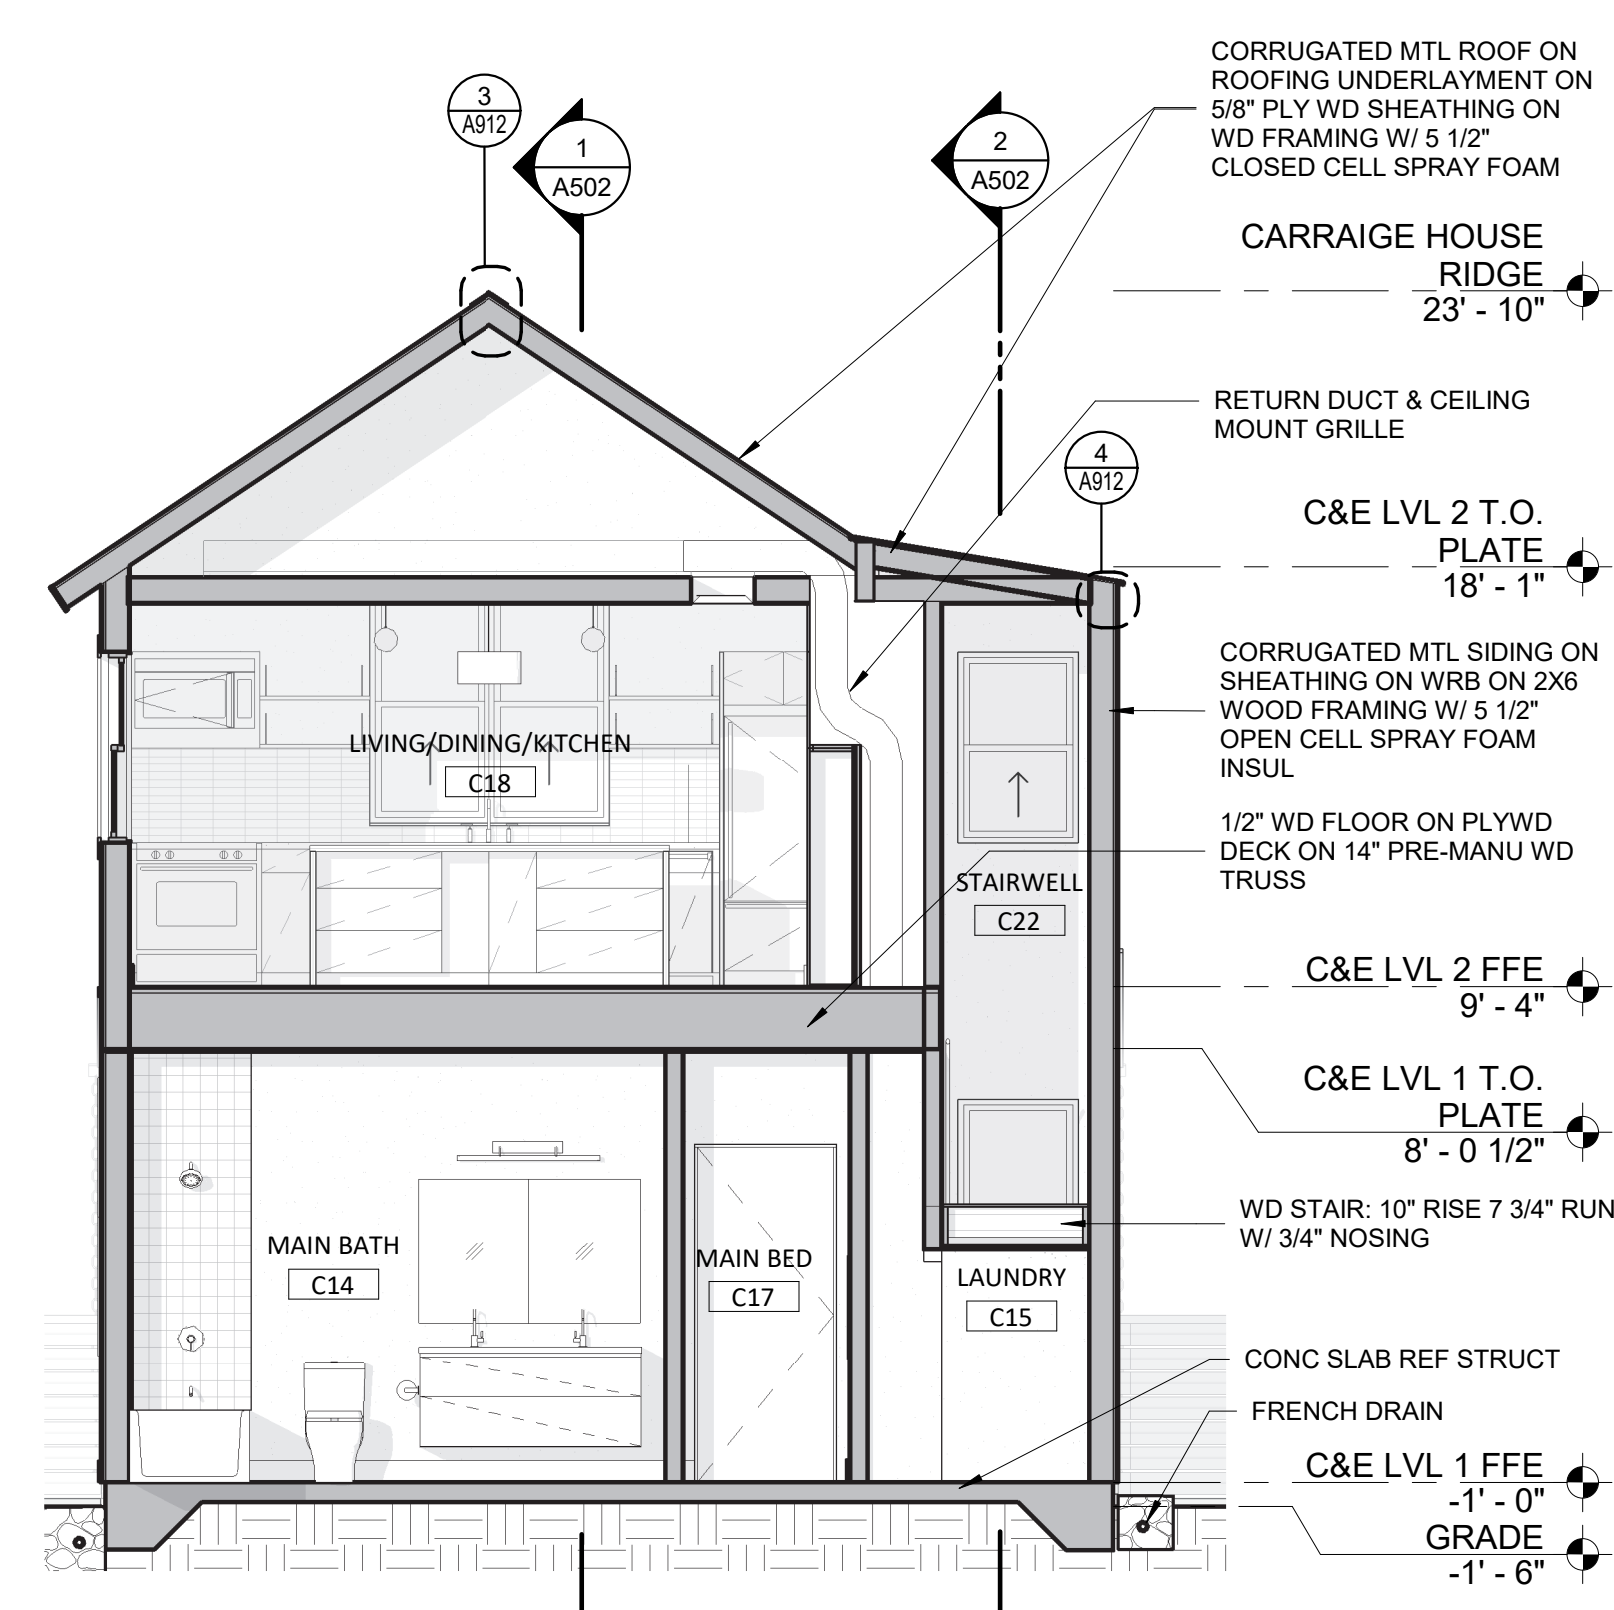 3
A912
1
A502
2
A502
CORRUGATED MTL ROOF ON
ROOFING UNDERLAYMENT ON
5/8" PLY WD SHEATHING ON
WD FRAMING W/ 5 1/2"
CLOSED CELL SPRAY FOAM
CARRAIGE HOUSE
RIDGE
23' - 10"
RETURN DUCT & CEILING
MOUNT GRILLE
4
A912
C&E LVL 2 T.O.
PLATE
18' - 1"
CORRUGATED MTL SIDING ON
SHEATHING ON WRB ON 2X6
WOOD FRAMING W/ 5 1/2"
OPEN CELL SPRAY FOAM
INSUL
LIVING/DINING/KITCHEN
C18
1/2" WD FLOOR ON PLYWD
DECK ON 14" PRE-MANU WD
TRUSS
STAIRWELL
C22
C&E LVL 2 FFE
9' - 4"
C&E LVL 1 T.O.
PLATE
8' - 0 1/2"
WD STAIR: 10" RISE 7 3/4" RUN
W/ 3/4" NOSING
MAIN BATH
C14
MAIN BED
C17
LAUNDRY
C15
CONC SLAB REF STRUCT
FRENCH DRAIN
C&E LVL 1 FFE
-1' - 0"
GRADE
-1' - 6"